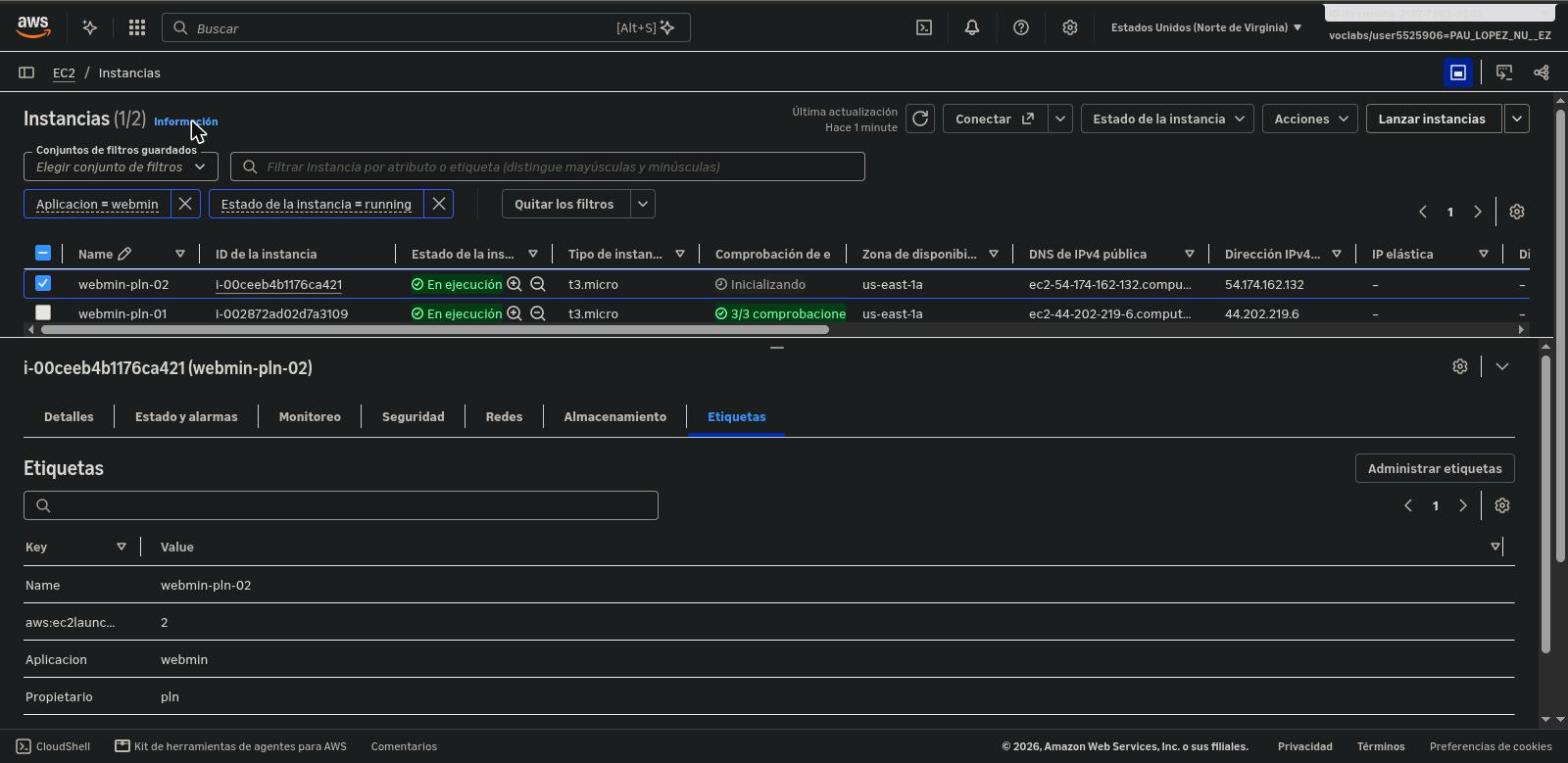 aws
Buscar [Alt+S] Estados Unidos (Norte de Virginia) voclabs/user5525906=PAU_LOPEZ_NU__EZ
EC2 / Instancias
Instancias (1/2) Información
Última actualización
Hace 1 minute
Conectar Estado de la instancia Acciones Lanzar instancias
Conjuntos de filtros guardados
Elegir conjunto de filtros Filtrar Instancia por atributo o etiqueta (distingue mayúsculas y minúsculas)
Aplicacion = webmin Estado de la instancia = running Quitar los filtros 1
Name ID de la instancia Estado de la ins... Tipo de instan... Comprobación de e Zona de disponibi... DNS de IPv4 pública Dirección IPv4... IP elástica Di
webmin-pln-02 i-00ceeb4b1176ca421 En ejecución t3.micro Inicializando us-east-1a ec2-54-174-162-132.compu... 54.174.162.132 – –
webmin-pln-01 i-002872ad02d7a3109 En ejecución t3.micro 3/3 comprobacione us-east-1a ec2-44-202-219-6.comput... 44.202.219.6 – –
i-00ceeb4b1176ca421 (webmin-pln-02)
Detalles Estado y alarmas Monitoreo Seguridad Redes Almacenamiento Etiquetas
Etiquetas Administrar etiquetas
1
Key Value
Name webmin-pln-02
aws:ec2launc... 2
Aplicacion webmin
Propietario pln
CloudShell Kit de herramientas de agentes para AWS Comentarios © 2026, Amazon Web Services, Inc. o sus filiales. Privacidad Términos Preferencias de cookies